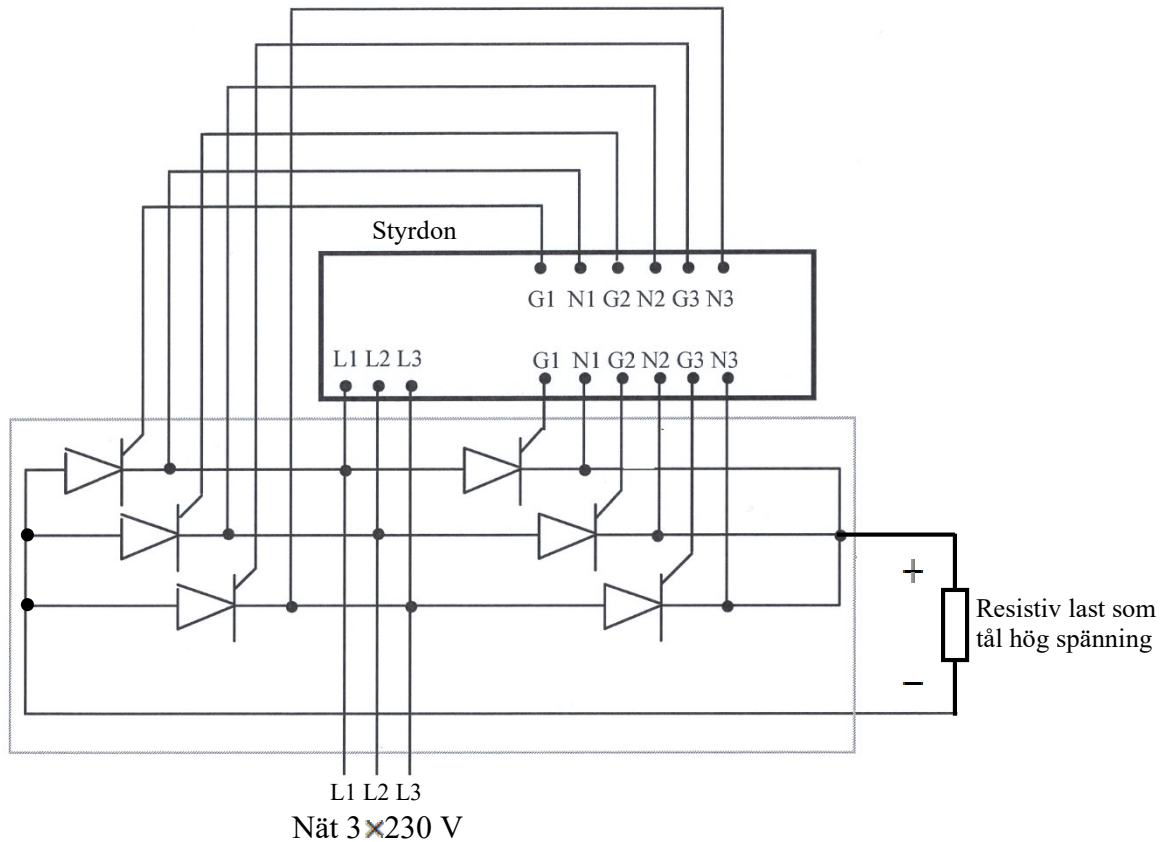 Styrdon
G1 N1 G2 N2 G3 N3
L1 L2 L3
G1 N1 G2 N2 G3 N3
+
Resistiv last som
tål hög spänning
−
L1 L2 L3
Nät 3×230 V